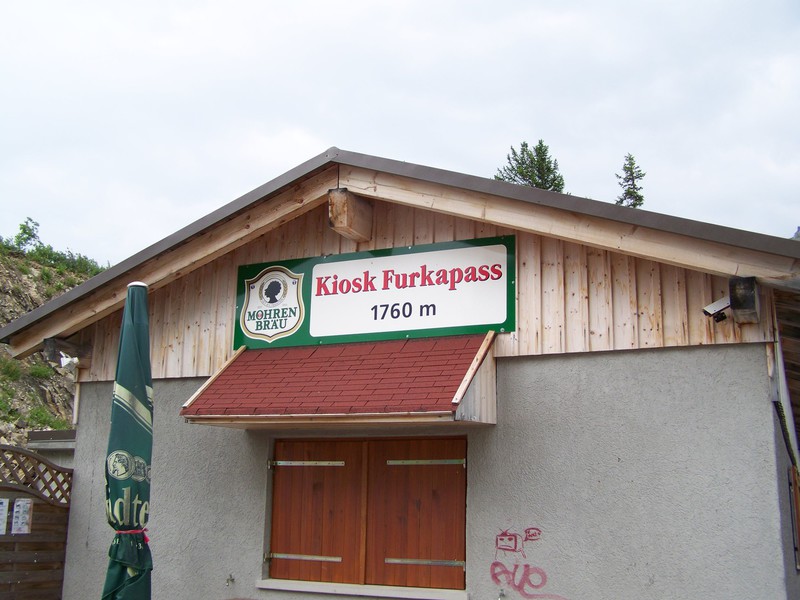 MOHREN
BRÄU
Kiosk Furkapass
1760 m